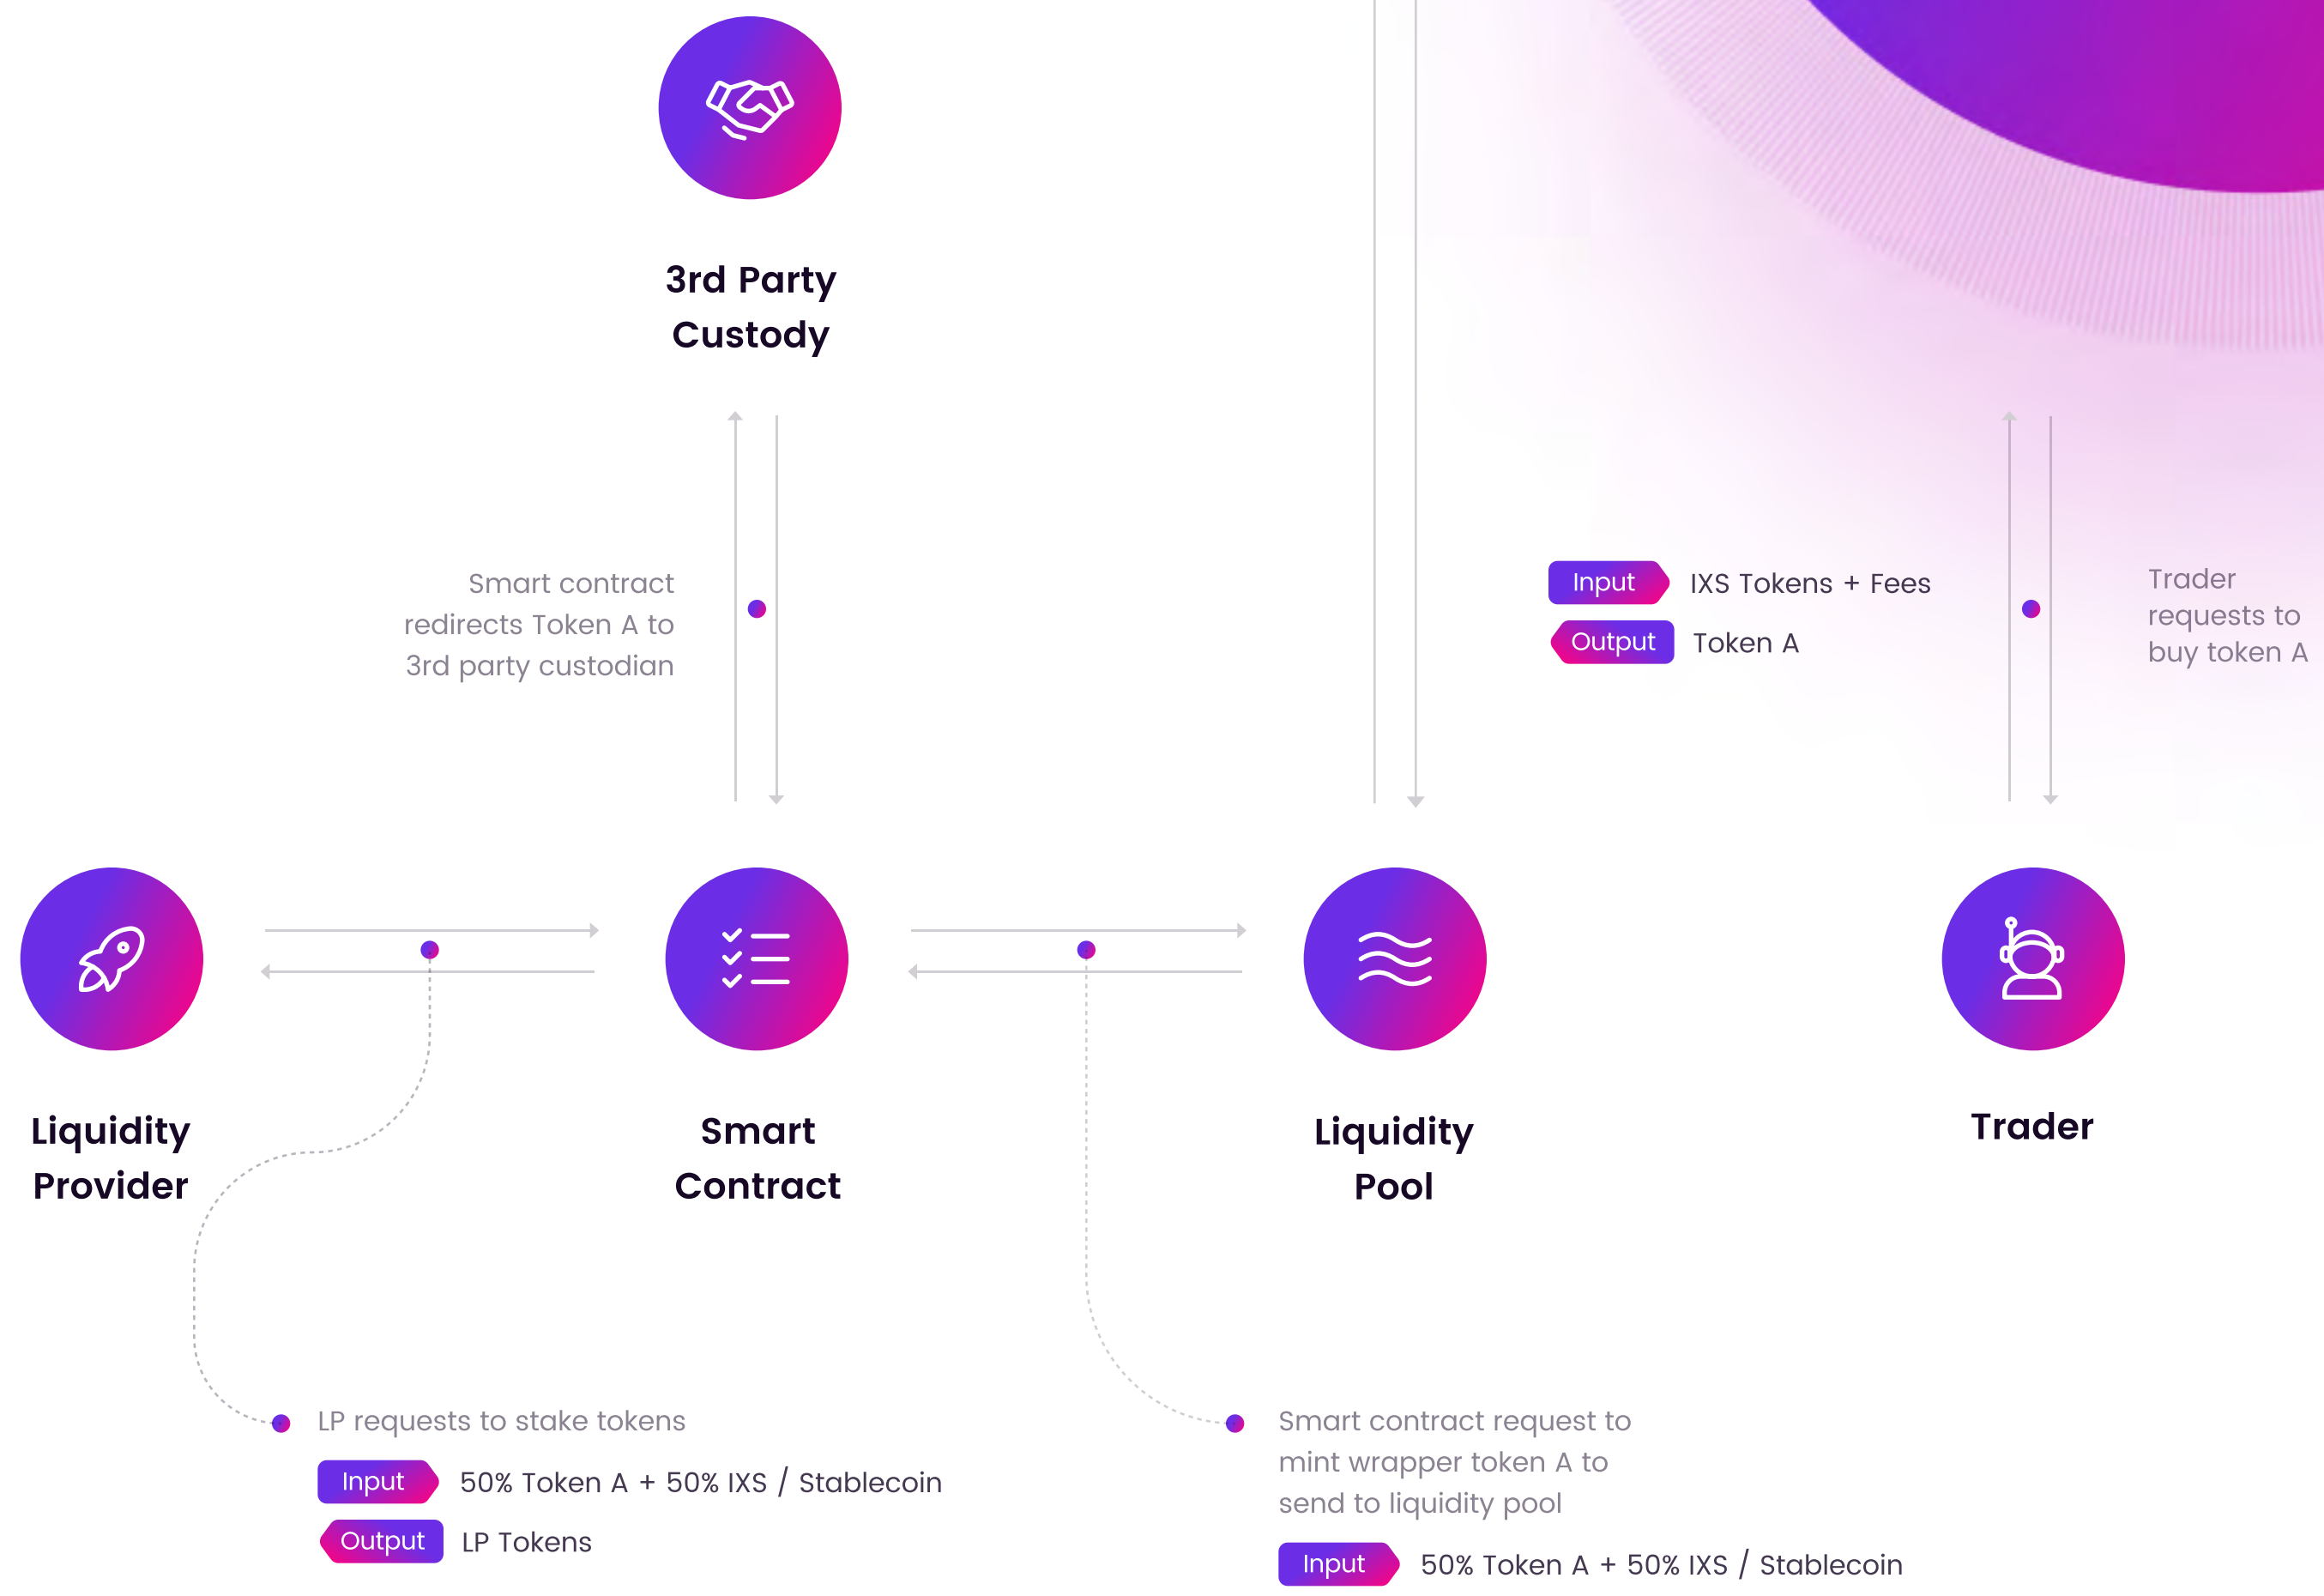 3rd Party
Custody
Smart contract
redirects Token A to
3rd party custodian
Input IXS Tokens + Fees
Output Token A
Trader
requests to
buy token A
Liquidity
Provider
Smart
Contract
Liquidity
Pool
Trader
LP requests to stake tokens
Input 50% Token A + 50% IXS / Stablecoin
Output LP Tokens
Smart contract request to
mint wrapper token A to
send to liquidity pool
Input 50% Token A + 50% IXS / Stablecoin